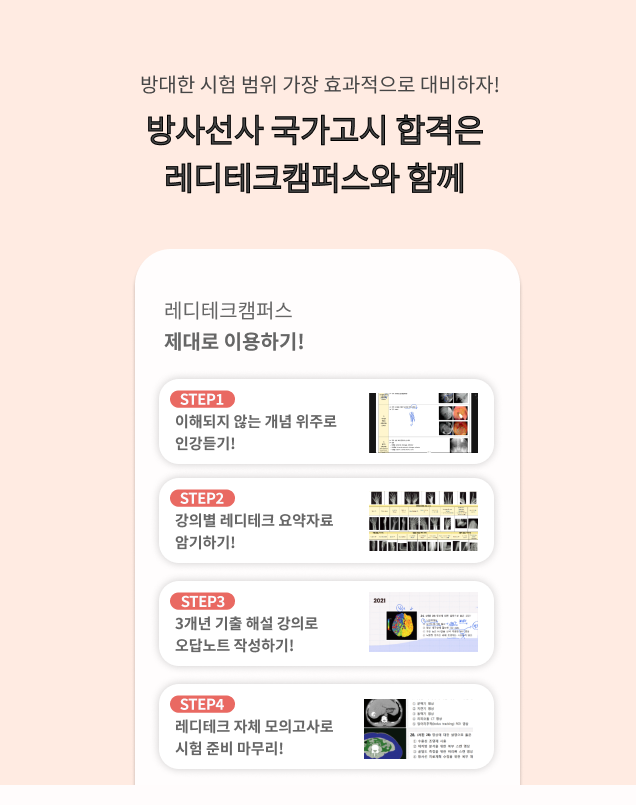 방대한 시험 범위 가장 효과적으로 대비하자!
방사선사 국가고시 합격은
레디테크캠퍼스와 함께
레디테크캠퍼스
제대로 이용하기!
STEP1
이해되지 않는 개념 위주로
인강듣기!
STEP2
강의별 레디테크 요약자료
암기하기!
STEP3
3개년 기출 해설 강의로
오답노트 작성하기!
2021
STEP4
레디테크 자체 모의고사로
시험 준비 마무리!